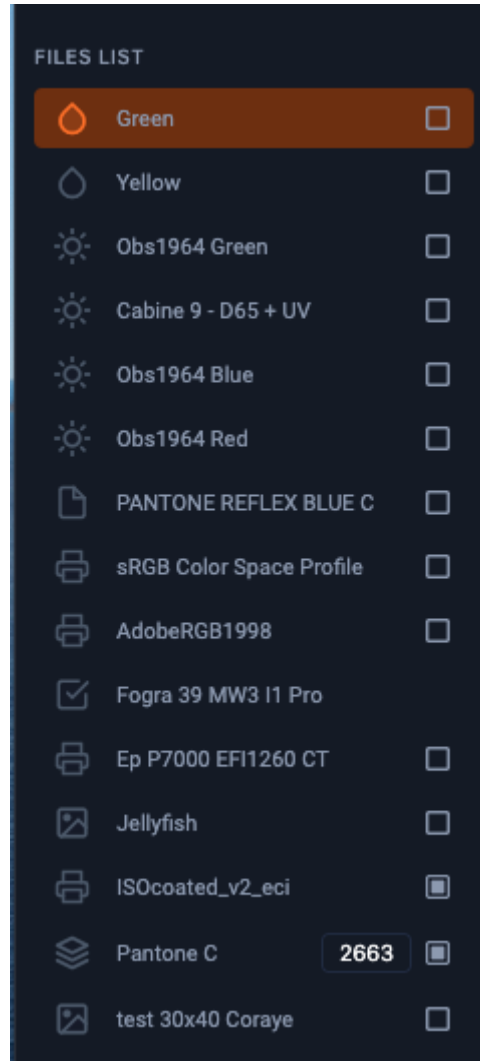 FILES LIST
Green
Yellow
Obs1964 Green
Cabine 9 - D65 + UV
Obs1964 Blue
Obs1964 Red
PANTONE REFLEX BLUE C
sRGB Color Space Profile
AdobeRGB1998
Fogra 39 MW3 I1 Pro
Ep P7000 EFI1260 CT
Jellyfish
ISOcoated_v2_eci
Pantone C 2663
test 30x40 Coraye